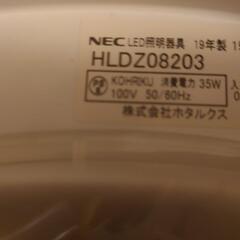 NEC LED照明器具 19年製
HLDZ08203
KOHRIKU 消費電力 35W
100V 50/60Hz
株式会社ホタルクス